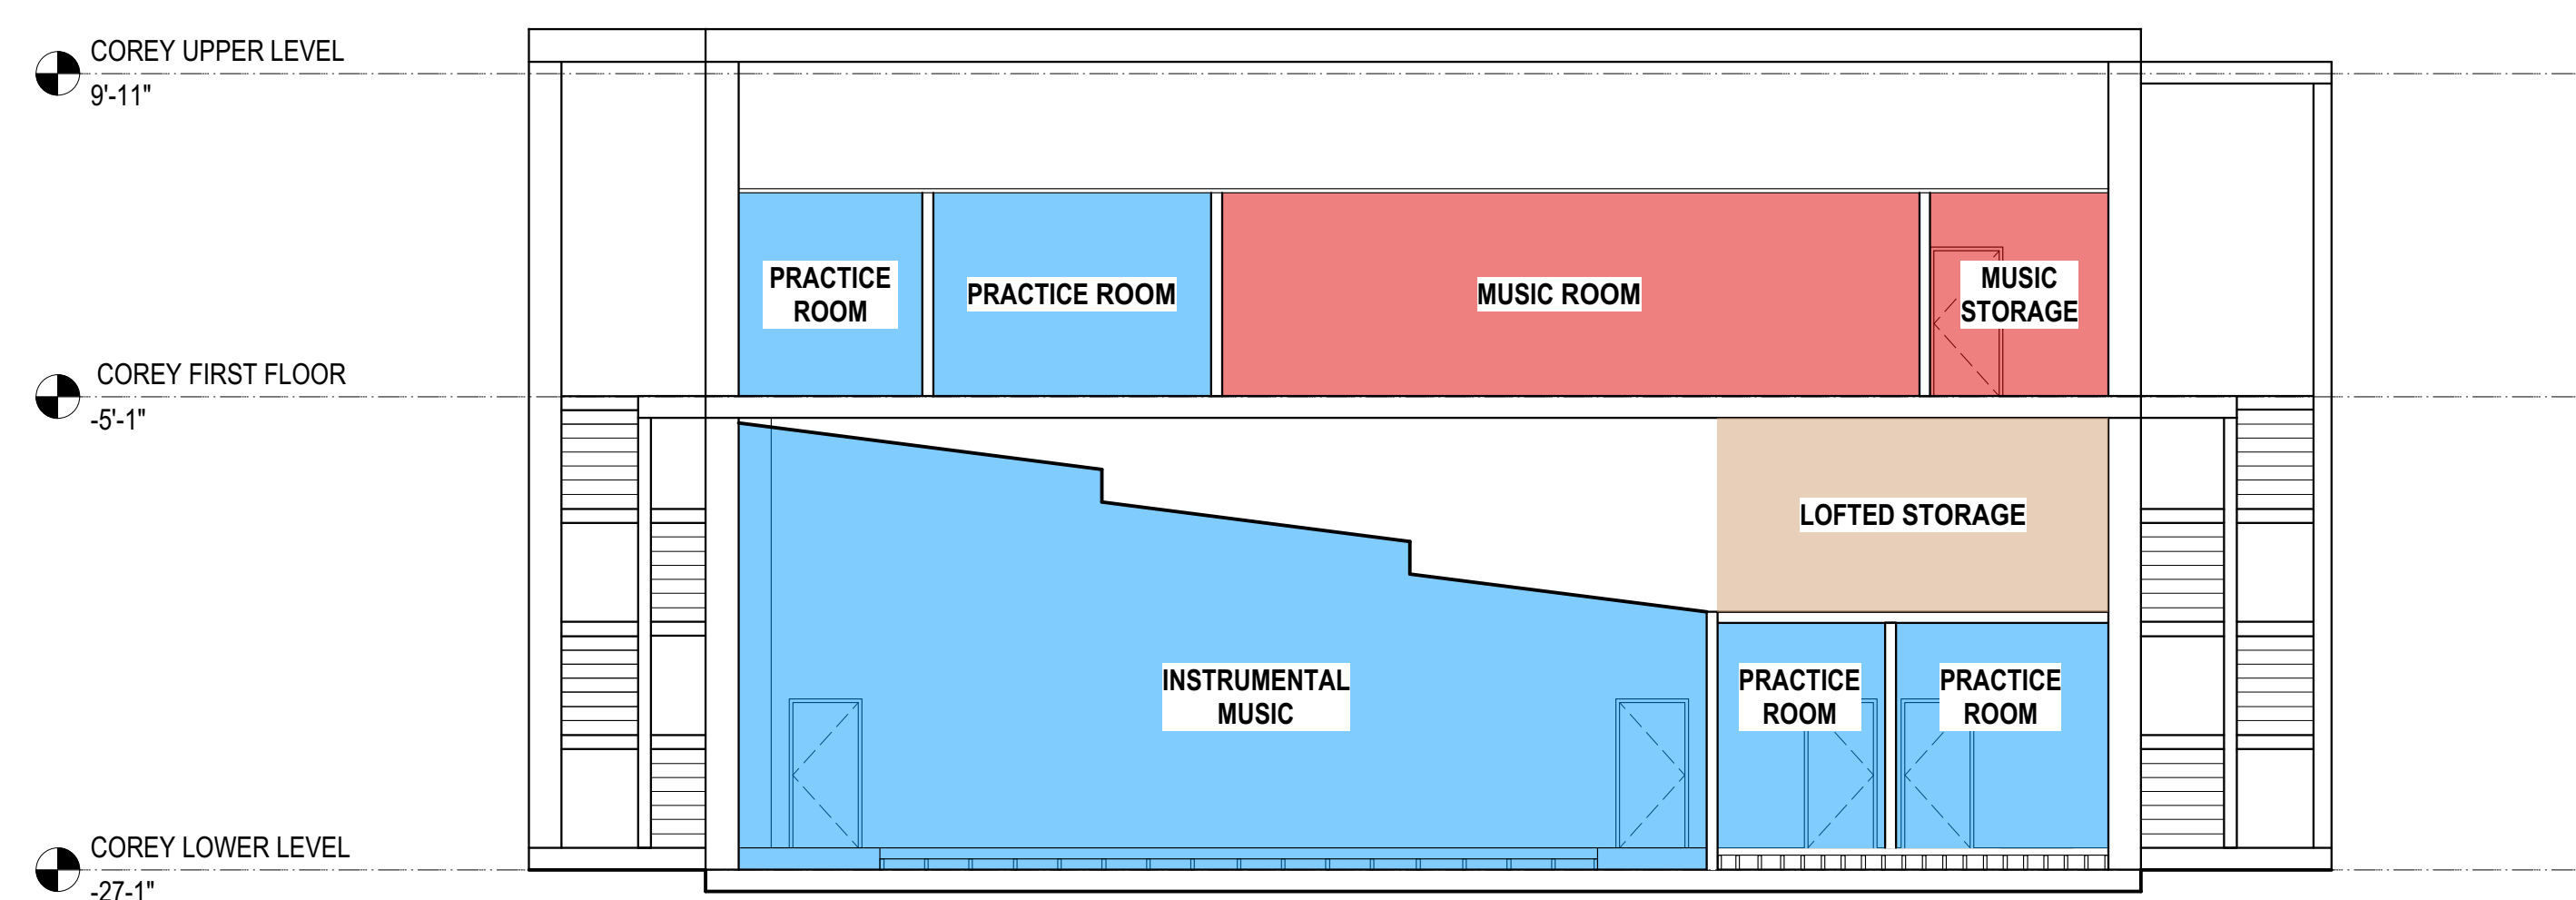 COREY UPPER LEVEL
9'-11"
PRACTICE
ROOM
PRACTICE ROOM
MUSIC ROOM
MUSIC
STORAGE
COREY FIRST FLOOR
-5'-1"
LOFTED STORAGE
INSTRUMENTAL
MUSIC
PRACTICE
ROOM
PRACTICE
ROOM
COREY LOWER LEVEL
-27-1"